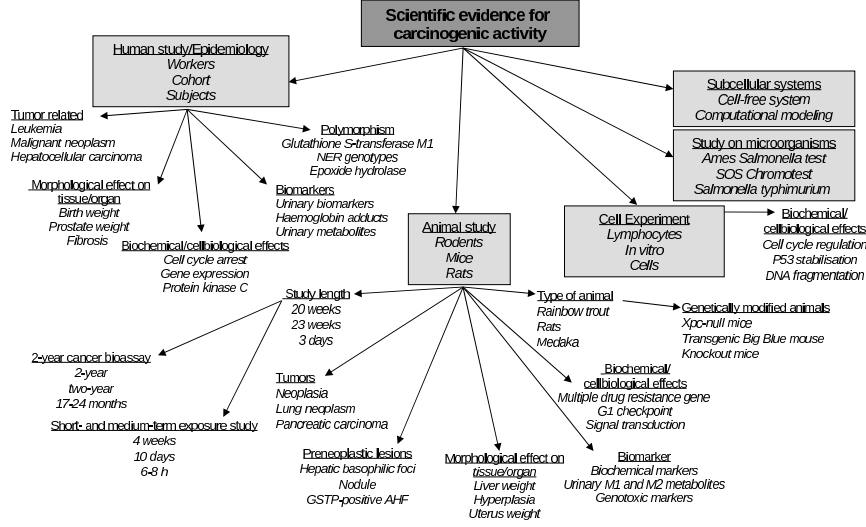 Scientific evidence for
carcinogenic activity
Human study/Epidemiology
Workers
Cohort
Subjects
Subcellular systems
Cell-free system
Computational modeling
Study on microorganisms
Ames Salmonella test
SOS Chromotest
Salmonella typhimurium
Tumor related
Leukemia
Malignant neoplasm
Hepatocellular carcinoma
Polymorphism
Glutathione S-transferase M1
NER genotypes
Epoxide hydrolase
Morphological effect on
tissue/organ
Birth weight
Prostate weight
Fibrosis
Biomarkers
Urinary biomarkers
Haemoglobin adducts
Urinary metabolites
Biochemical/cellbiological effects
Cell cycle arrest
Gene expression
Protein kinase C
Animal study
Rodents
Mice
Rats
Cell Experiment
Lymphocytes
In vitro
Cells
Biochemical/
cellbiological effects
Cell cycle regulation
P53 stabilisation
DNA fragmentation
Study length
20 weeks
23 weeks
3 days
Type of animal
Rainbow trout
Rats
Medaka
Genetically modified animals
Xpc-null mice
Transgenic Big Blue mouse
Knockout mice
2-year cancer bioassay
2-year
two-year
17-24 months
Short- and medium-term exposure study
4 weeks
10 days
6-8 h
Tumors
Neoplasia
Lung neoplasm
Pancreatic carcinoma
Preneoplastic lesions
Hepatic basophilic foci
Nodule
GSTP-positive AHF
Morphological effect on
tissue/organ
Liver weight
Hyperplasia
Uterus weight
Biochemical/
cellbiological effects
Multiple drug resistance gene
G1 checkpoint
Signal transduction
Biomarker
Biochemical markers
Urinary M1 and M2 metabolites
Genotoxic markers